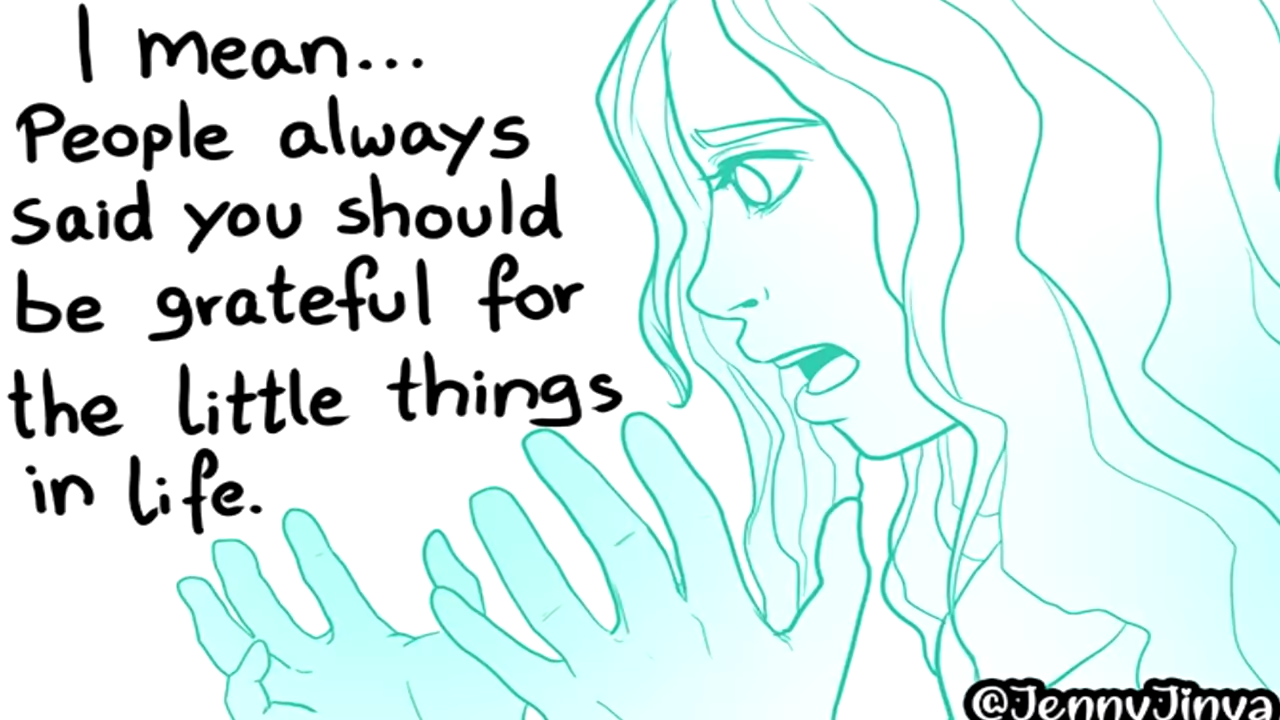 I mean...
People always
said you should
be grateful for
the little things
in life.
@JennyJinya